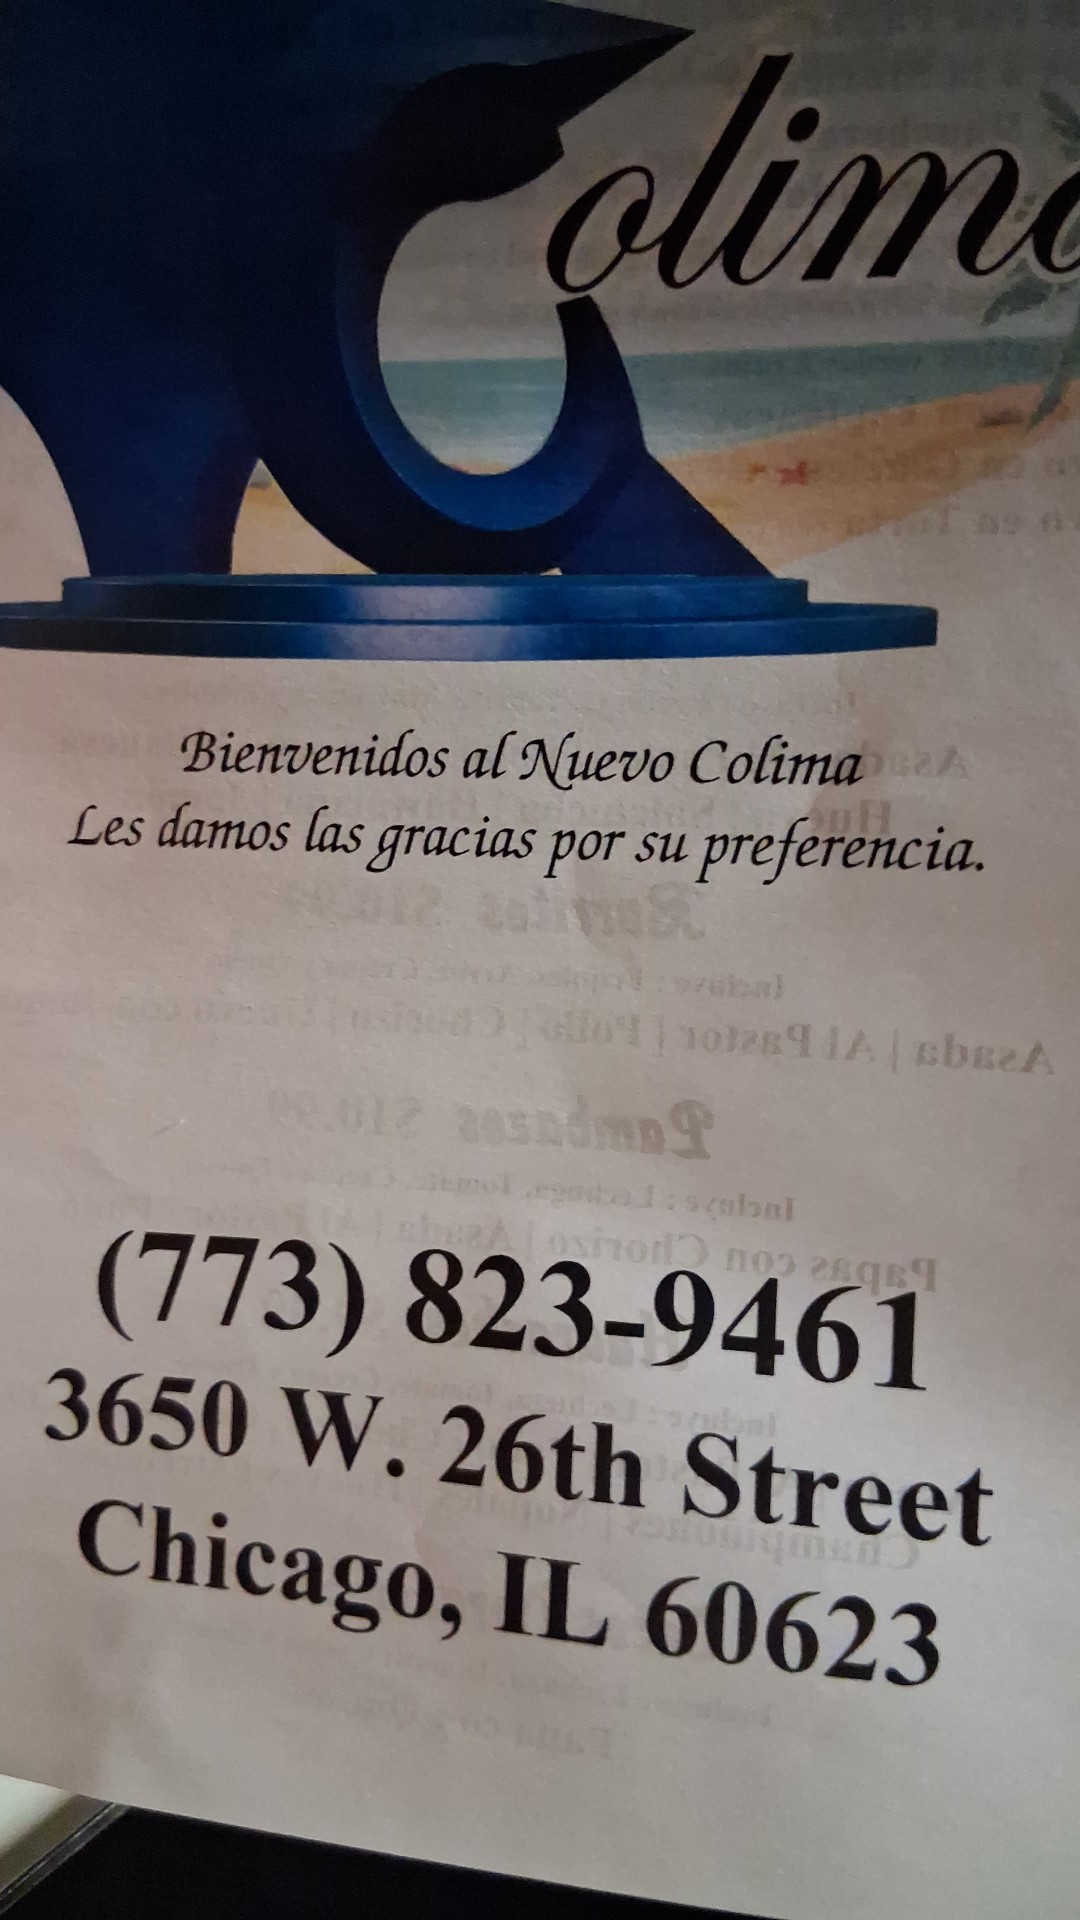 Colima
Bienvenidos al Nuevo Colima
Les damos las gracias por su preferencia.
(773) 823-9461
3650 W. 26th Street
Chicago, IL 60623